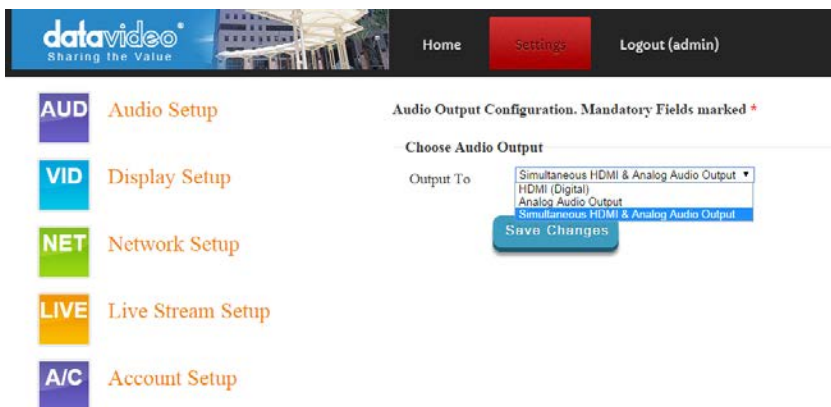 datavideo
Sharing the Value
Home
Settings
Logout (admin)
AUD Audio Setup
VID Display Setup
NET Network Setup
LIVE Live Stream Setup
A/C Account Setup
Audio Output Configuration. Mandatory Fields marked *
Choose Audio Output
Output To
Simultaneous HDMI & Analog Audio Output
HDMI (Digital)
Analog Audio Output
Simultaneous HDMI & Analog Audio Output
Save Changes